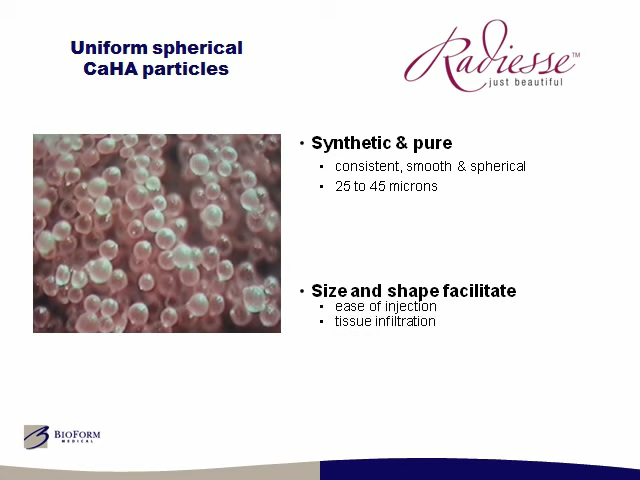 Uniform spherical
CaHA particles
Radiesse™
just beautiful
• Synthetic & pure
• consistent, smooth & spherical
• 25 to 45 microns
• Size and shape facilitate
• ease of injection
• tissue infiltration
BIOFORM
MEDICAL